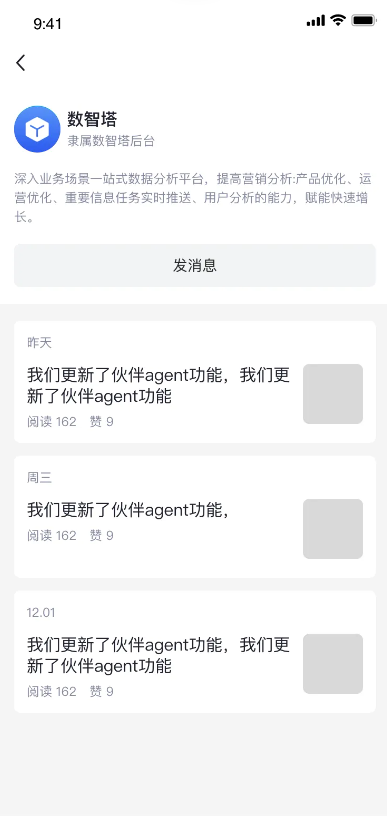 9:41
数智塔
隶属数智塔后台
深入业务场景一站式数据分析平台，提高营销分析:产品优化、运
营优化、重要信息任务实时推送、用户分析的能力，赋能快速增
长。
发消息
昨天
我们更新了伙伴agent功能，我们更
新了伙伴agent功能
阅读 162 赞 9
周三
我们更新了伙伴agent功能，
阅读 162 赞 9
12.01
我们更新了伙伴agent功能，我们更
新了伙伴agent功能
阅读 162 赞 9